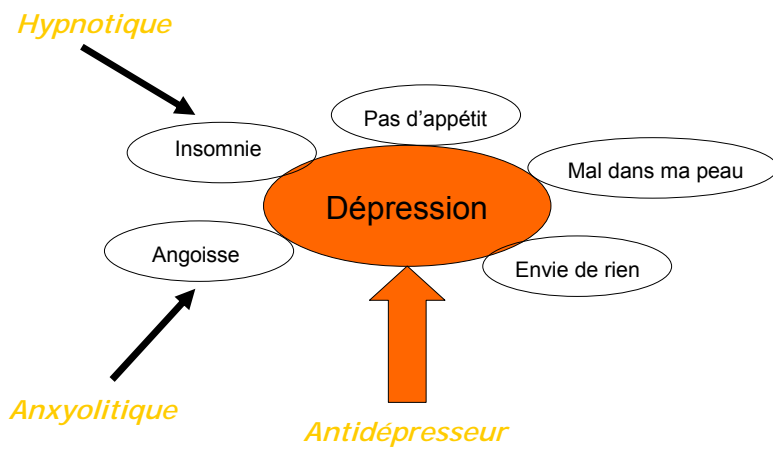 Hypnotique
Pas d'appétit
Insomnie
Mal dans ma peau
Dépression
Angoisse
Envie de rien
Anxyolitique
Antidépresseur